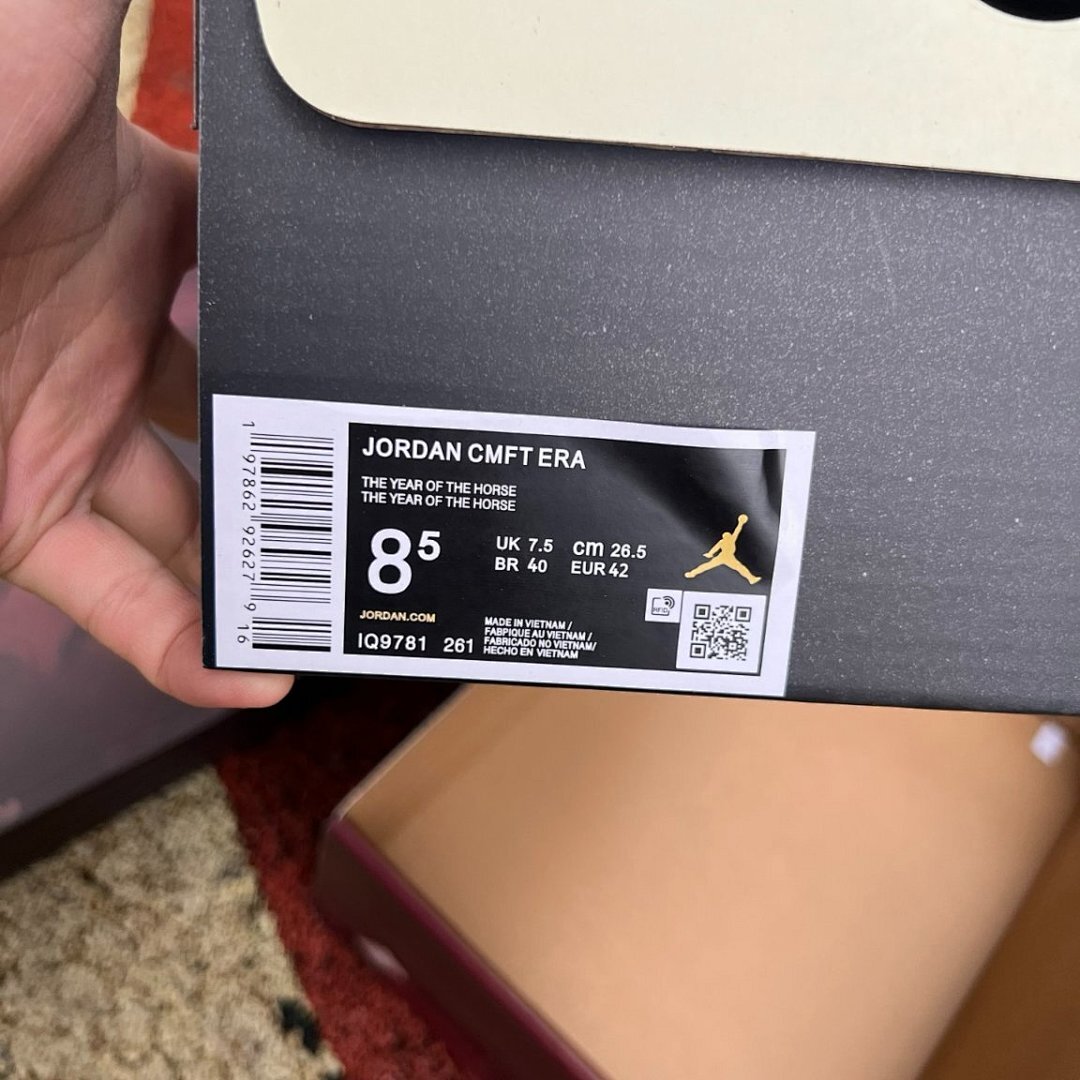 1 97862 92627 9 16
JORDAN CMFT ERA
THE YEAR OF THE HORSE
THE YEAR OF THE HORSE
8⁵
UK 7.5 cm 26.5
BR 40 EUR 42
RFID
JORDAN.COM
IQ9781 261
MADE IN VIETNAM /
FABRIQUE AU VIETNAM /
FABRICADO NO VIETNAM/
HECHO EN VIETNAM